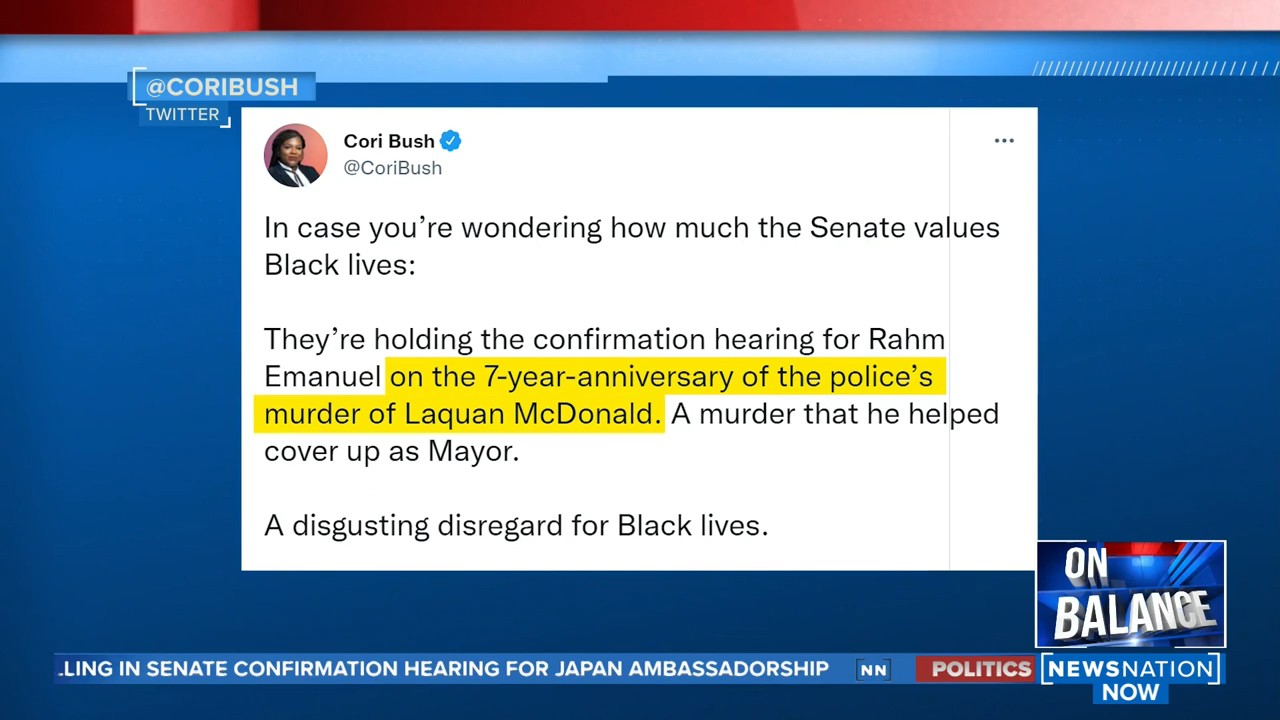 @CORIBUSH
TWITTER
Cori Bush
@CoriBush
In case you’re wondering how much the Senate values
Black lives:
They’re holding the confirmation hearing for Rahm
Emanuel on the 7-year-anniversary of the police’s
murder of Laquan McDonald. A murder that he helped
cover up as Mayor.
A disgusting disregard for Black lives.
ON
BALANCE
.LING IN SENATE CONFIRMATION HEARING FOR JAPAN AMBASSADORSHIP NN POLITICS NEWSNATION
NOW